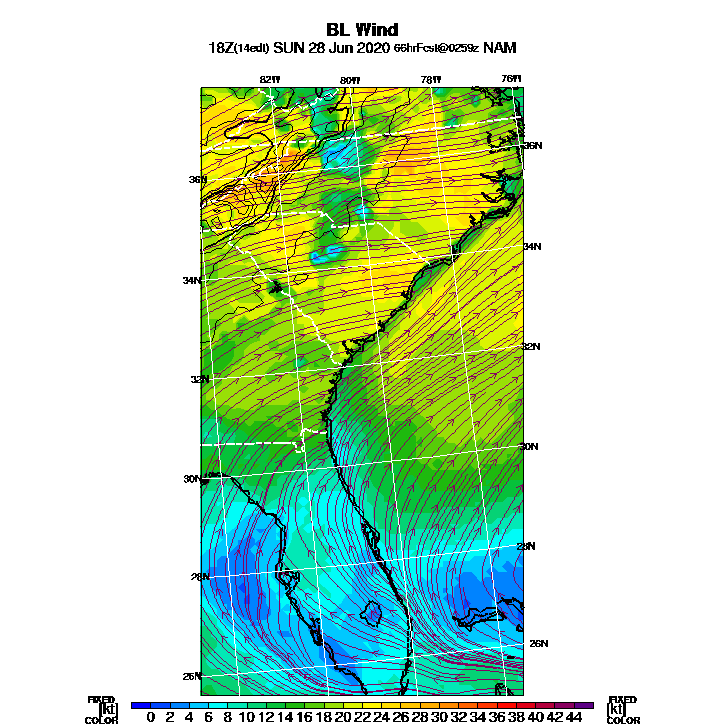 BL Wind
18Z(14edt) SUN 28 Jun 2020 66hrFcst@0259z NAM
82W 80W 78W 76W
36N
36N
34N
34N
32N
32N
30N
30N
28N
28N
26N
26N
FIXED FIXED
[kt] [kt]
COLOR COLOR
0 2 4 6 8 10 12 14 16 18 20 22 24 26 28 30 32 34 36 38 40 42 44